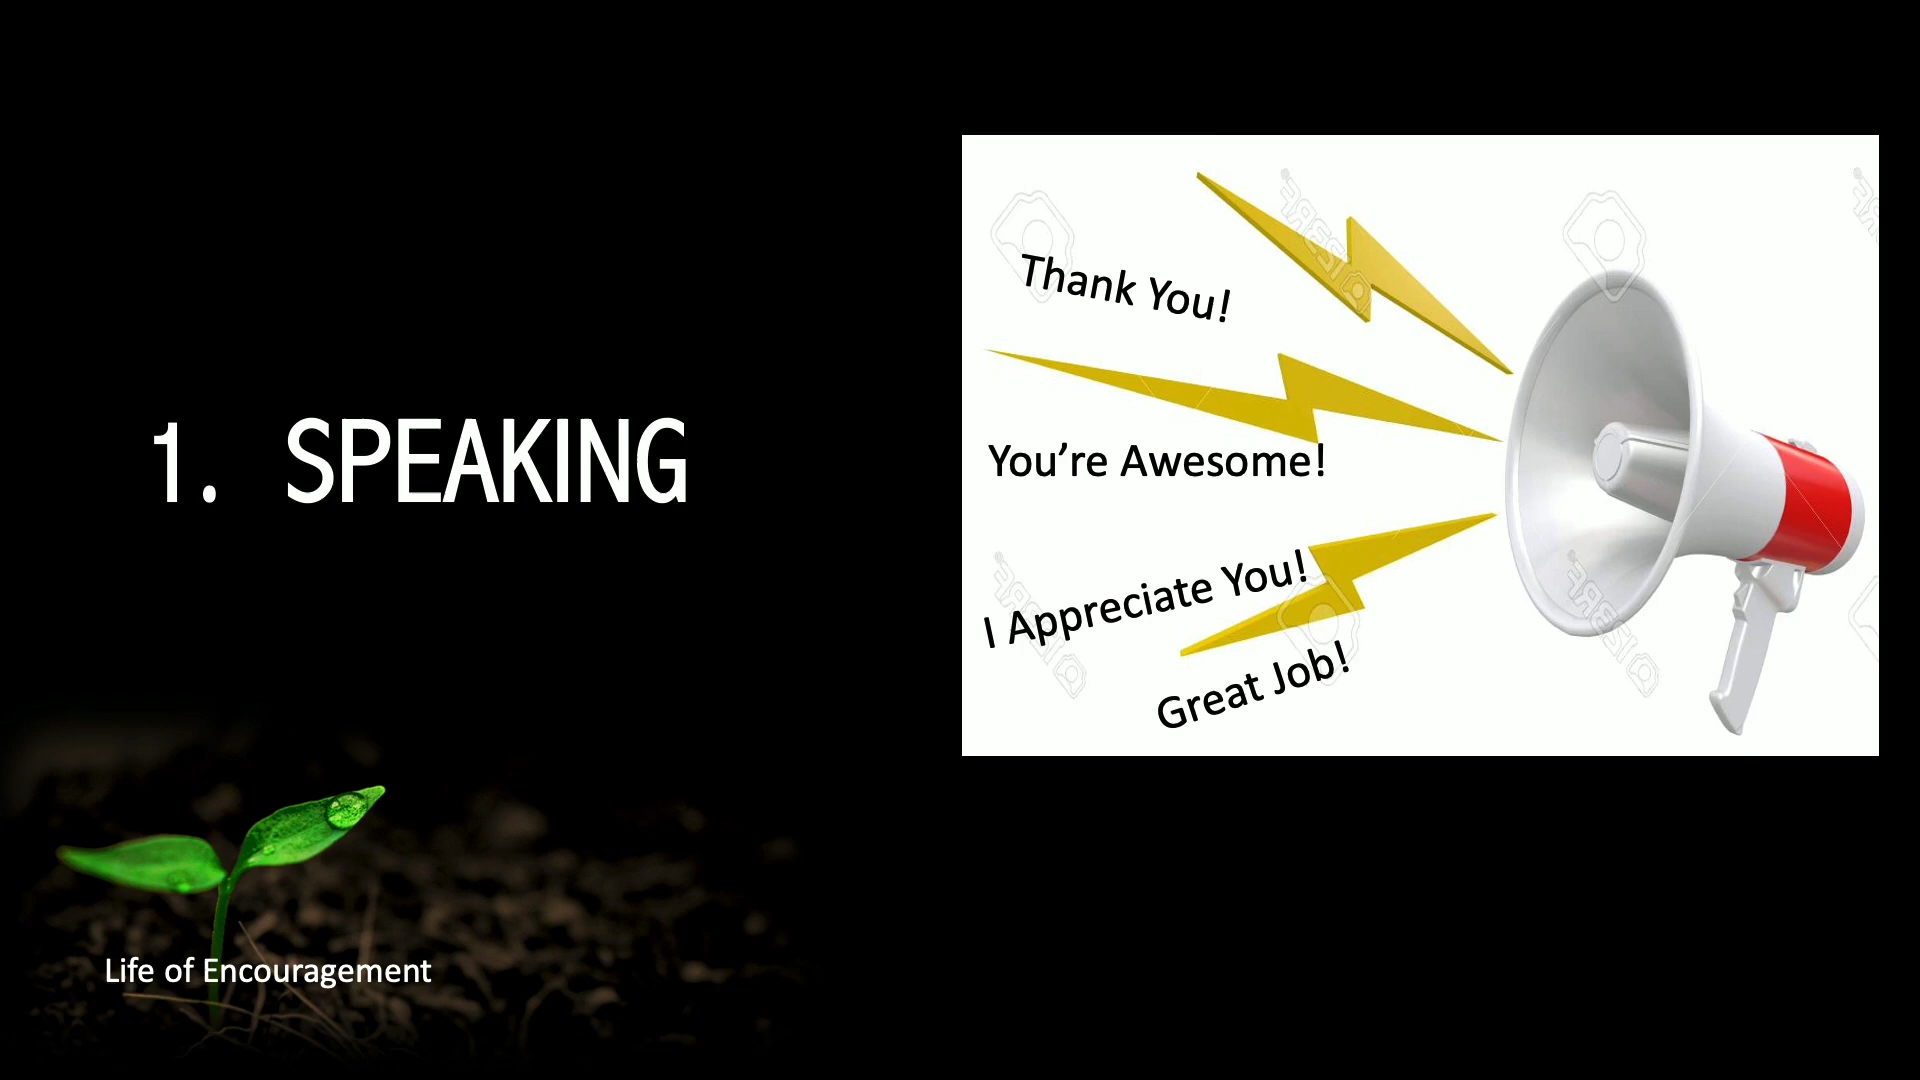 1. SPEAKING
Thank You!
You’re Awesome!
I Appreciate You!
Great Job!
Life of Encouragement